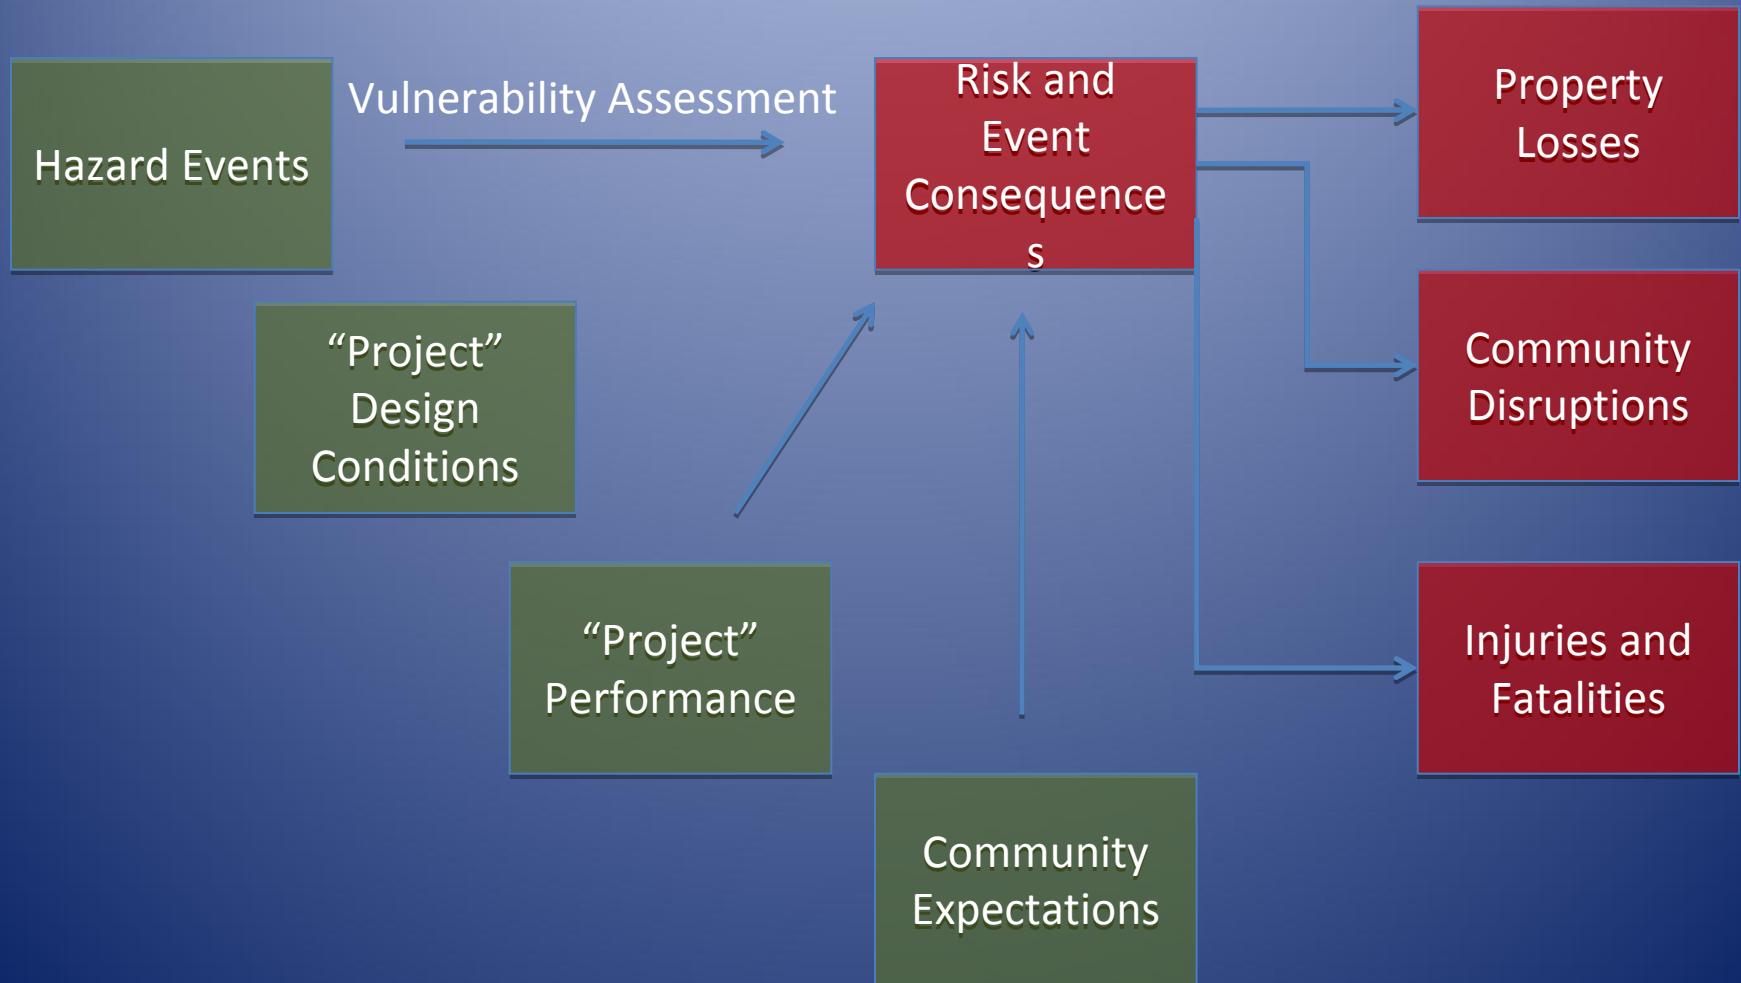 Hazard Events
Vulnerability Assessment
Risk and
Event
Consequence
s
Property
Losses
“Project”
Design
Conditions
Community
Disruptions
“Project”
Performance
Injuries and
Fatalities
Community
Expectations